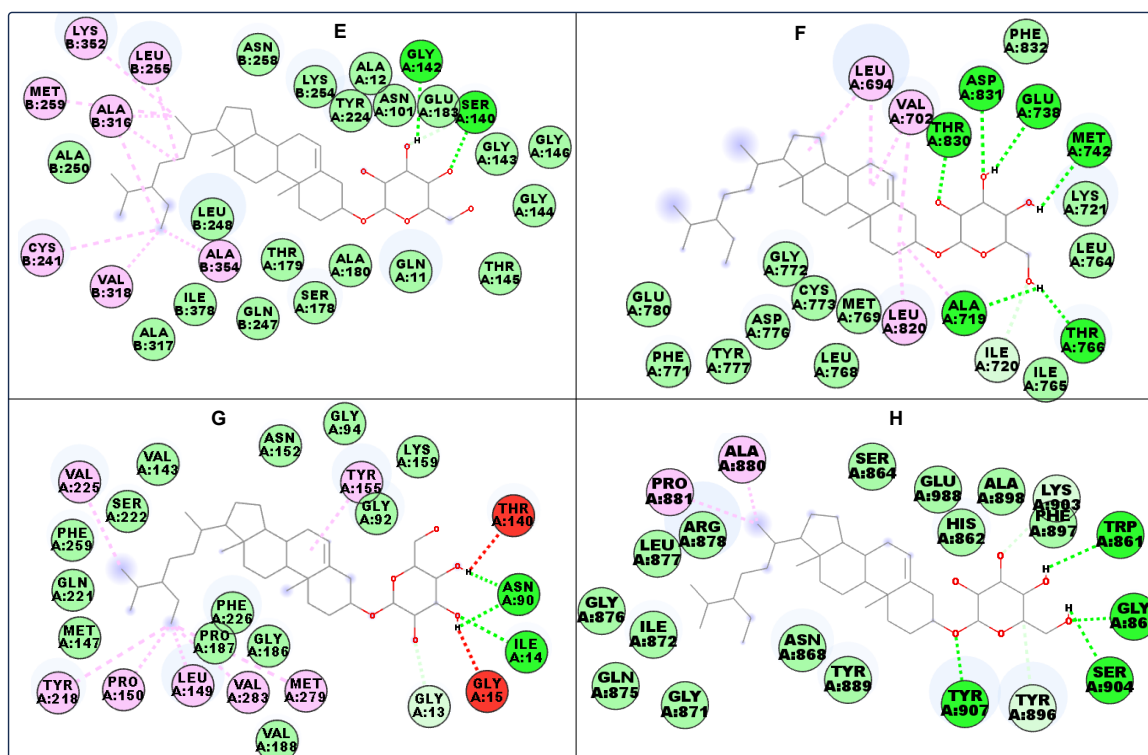 E
LYS
B:352
LEU
B:255
ASN
B:258
LYS
B:254
ALA
A:12
GLY
A:142
TYR
A:224
ASN
A:101
GLU
A:183
SER
A:140
MET
B:259
ALA
B:316
ALA
B:250
GLY
A:143
GLY
A:146
GLY
A:144
LEU
B:248
CYS
B:241
VAL
B:318
ALA
B:354
THR
A:179
ALA
A:180
GLN
A:11
THR
A:145
ILE
B:378
GLN
B:247
SER
A:178
ALA
B:317
H
F
PHE
A:832
LEU
A:694
VAL
A:702
ASP
A:831
GLU
A:738
THR
A:830
MET
A:742
H
H
LYS
A:721
LEU
A:764
GLY
A:772
CYS
A:773
MET
A:769
GLU
A:780
ASP
A:776
LEU
A:820
ALA
A:719
H
THR
A:766
PHE
A:771
TYR
A:777
LEU
A:768
ILE
A:720
ILE
A:765
G
GLY
A:94
ASN
A:152
VAL
A:143
VAL
A:225
TYR
A:155
LYS
A:159
SER
A:222
GLY
A:92
THR
A:140
PHE
A:259
H
GLN
A:221
ASN
A:90
PHE
A:226
H
MET
A:147
PRO
A:187
GLY
A:186
ILE
A:14
TYR
A:218
PRO
A:150
LEU
A:149
VAL
A:283
MET
A:279
GLY
A:15
GLY
A:13
VAL
A:188
H
ALA
A:880
SER
A:864
PRO
A:881
GLU
A:988
ALA
A:898
LYS
A:903
ARG
A:878
HIS
A:862
PHE
A:897
TRP
A:861
LEU
A:877
H
GLY
A:876
ILE
A:872
H
GLY
ASN
A:868
TYR
A:889
SER
A:904
GLN
A:875
GLY
A:871
TYR
A:907
TYR
A:896